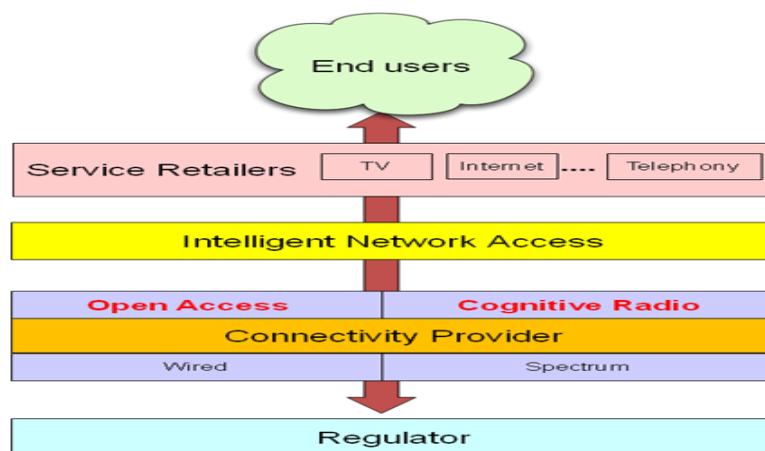 End users
Service Retailers TV Internet .... Telephony
Intelligent Network Access
Open Access Cognitive Radio
Connectivity Provider
Wired Spectrum
Regulator